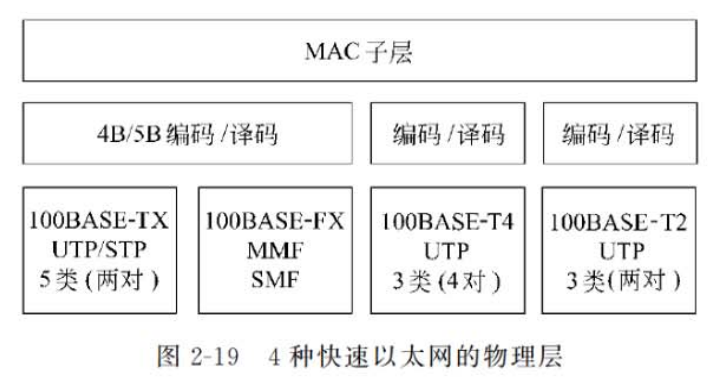 MAC 子层
4B/5B 编码/译码
编码/译码
编码/译码
100BASE-TX
UTP/STP
5 类(两对)
100BASE-FX
MMF
SMF
100BASE-T4
UTP
3 类(4对)
100BASE-T2
UTP
3 类(两对)
图 2-19 4 种快速以太网的物理层